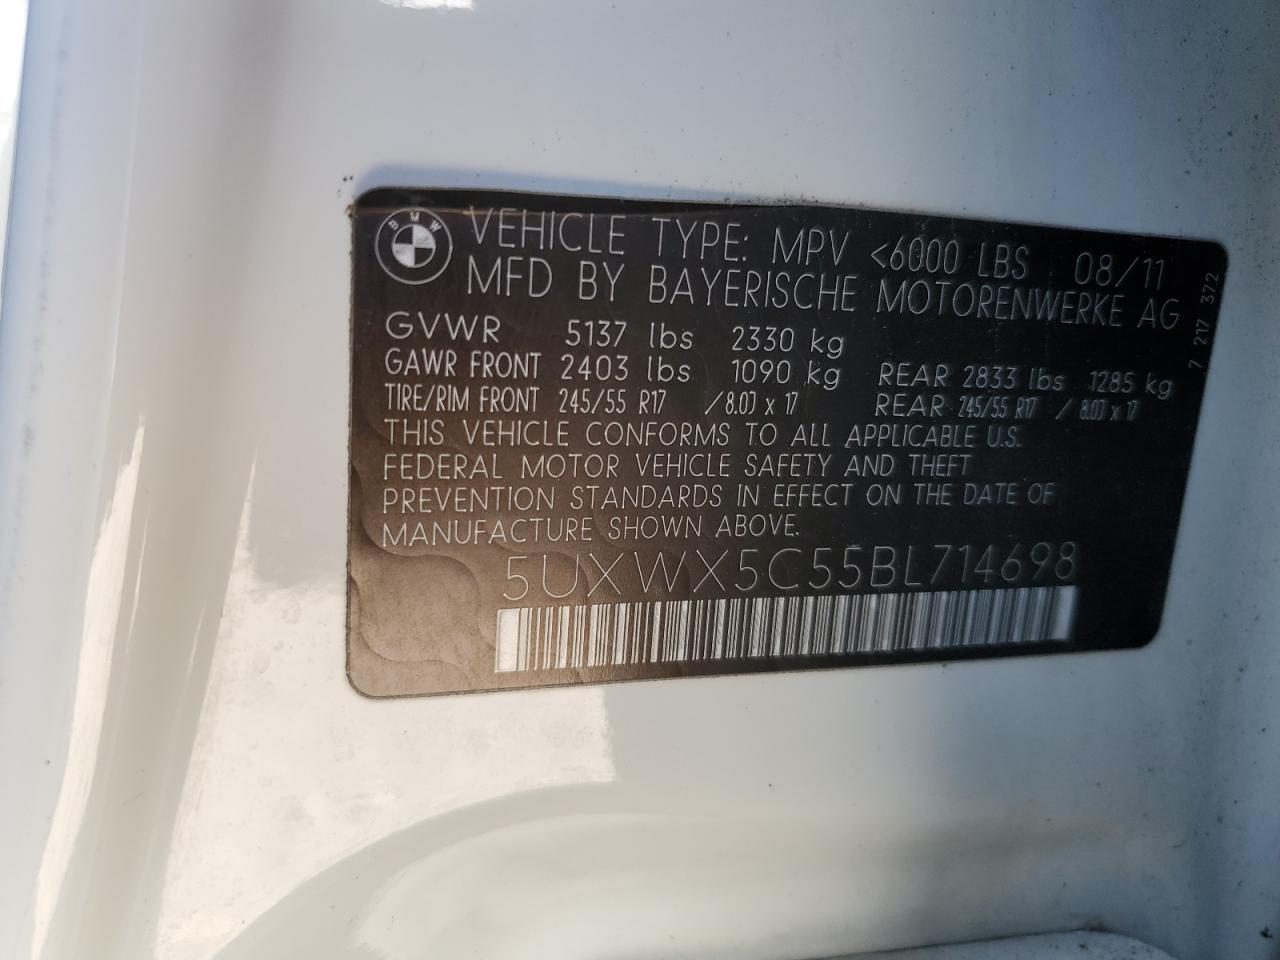 BMW
VEHICLE TYPE: MPV <6000 LBS 08/11
MFD BY BAYERISCHE MOTORENWERKE AG
GVWR 5137 lbs 2330 kg
GAWR FRONT 2403 lbs 1090 kg REAR 2833 lbs 1285 kg
TIRE/RIM FRONT 245/55 R17 /8.0J x 17 REAR 245/55 R17 /8.0J x 17
THIS VEHICLE CONFORMS TO ALL APPLICABLE U.S.
FEDERAL MOTOR VEHICLE SAFETY AND THEFT
PREVENTION STANDARDS IN EFFECT ON THE DATE OF
MANUFACTURE SHOWN ABOVE.
5UXWX5C55BL714698
7 217 372